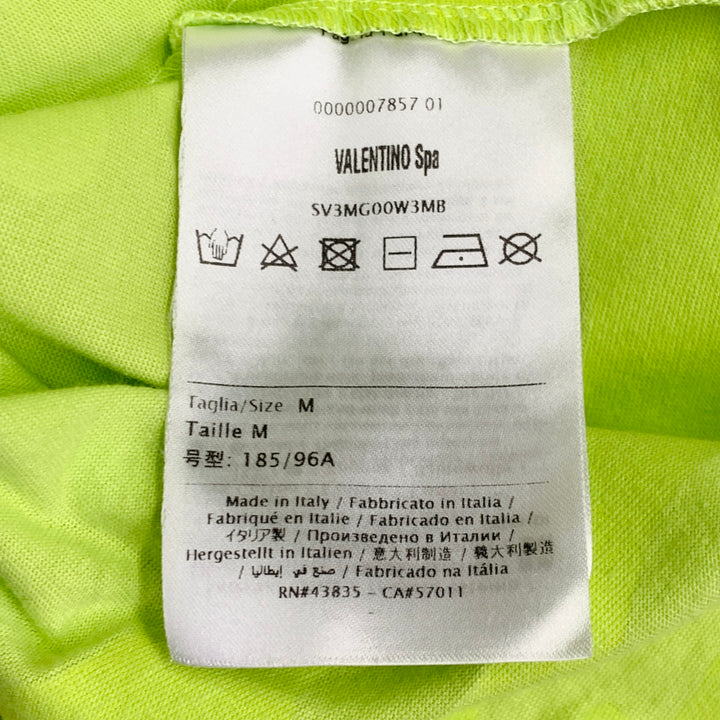 0000007857 01
VALENTINO Spa
SV3MG00W3MB
Taglia/Size M
Taille M
号型: 185/96A
Made in Italy / Fabbricato in Italia /
Fabriqué en Italie / Fabricado en Italia /
イタリア製 / Произведено в Италии /
Hergestellt in Italien / 意大利制造 / 義大利製造
/ صنع في إيطاليا / Fabricado na Itália
RN#43835 - CA#57011